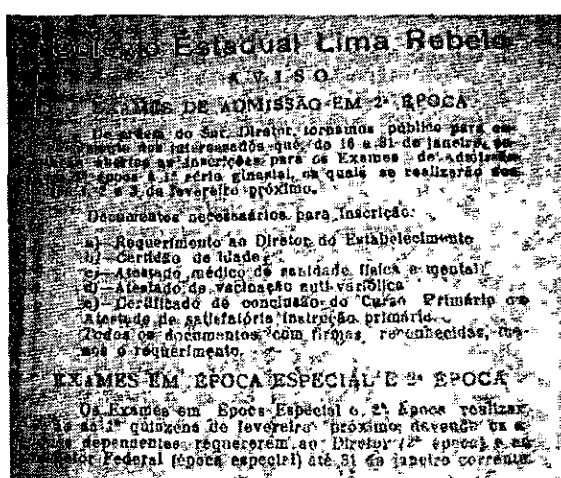 Colégio Estadual Lima Rebelo
AVISO
EXAMES DE ADMISSÃO EM 2ª ÉPOCA
De ordem do Snr. Diretor, tornamos público para
dos interessados que, de 16 a 31 de janeiro,
abertas as inscrições para os Exames de Admissão
2ª época à 1ª série ginasial, os quais se realizarão
2 e 3 de fevereiro próximo.
Documentos necessários para Inscrição:
a)- Requerimento ao Diretor do Estabelecimento
b)- Certidão de Idade
c)- Atestado médico de sanidade física e mental
d)- Atestado de vacinação anti-variólica
e)- Certificado de conclusão do Curso Primário ou
Atestado de satisfatória instrução primária.
Todos os documentos com firmas reconhecidas,
o requerimento.
EXAMES EM ÉPOCA ESPECIAL E 2ª ÉPOCA
Os Exames em Época Especial e 2ª Época
na 1ª quinzena de fevereiro próximo, devendo os
dependentes requererem ao Diretor (2ª época) e ao
Federal (época especial) até 31 de janeiro corrente.